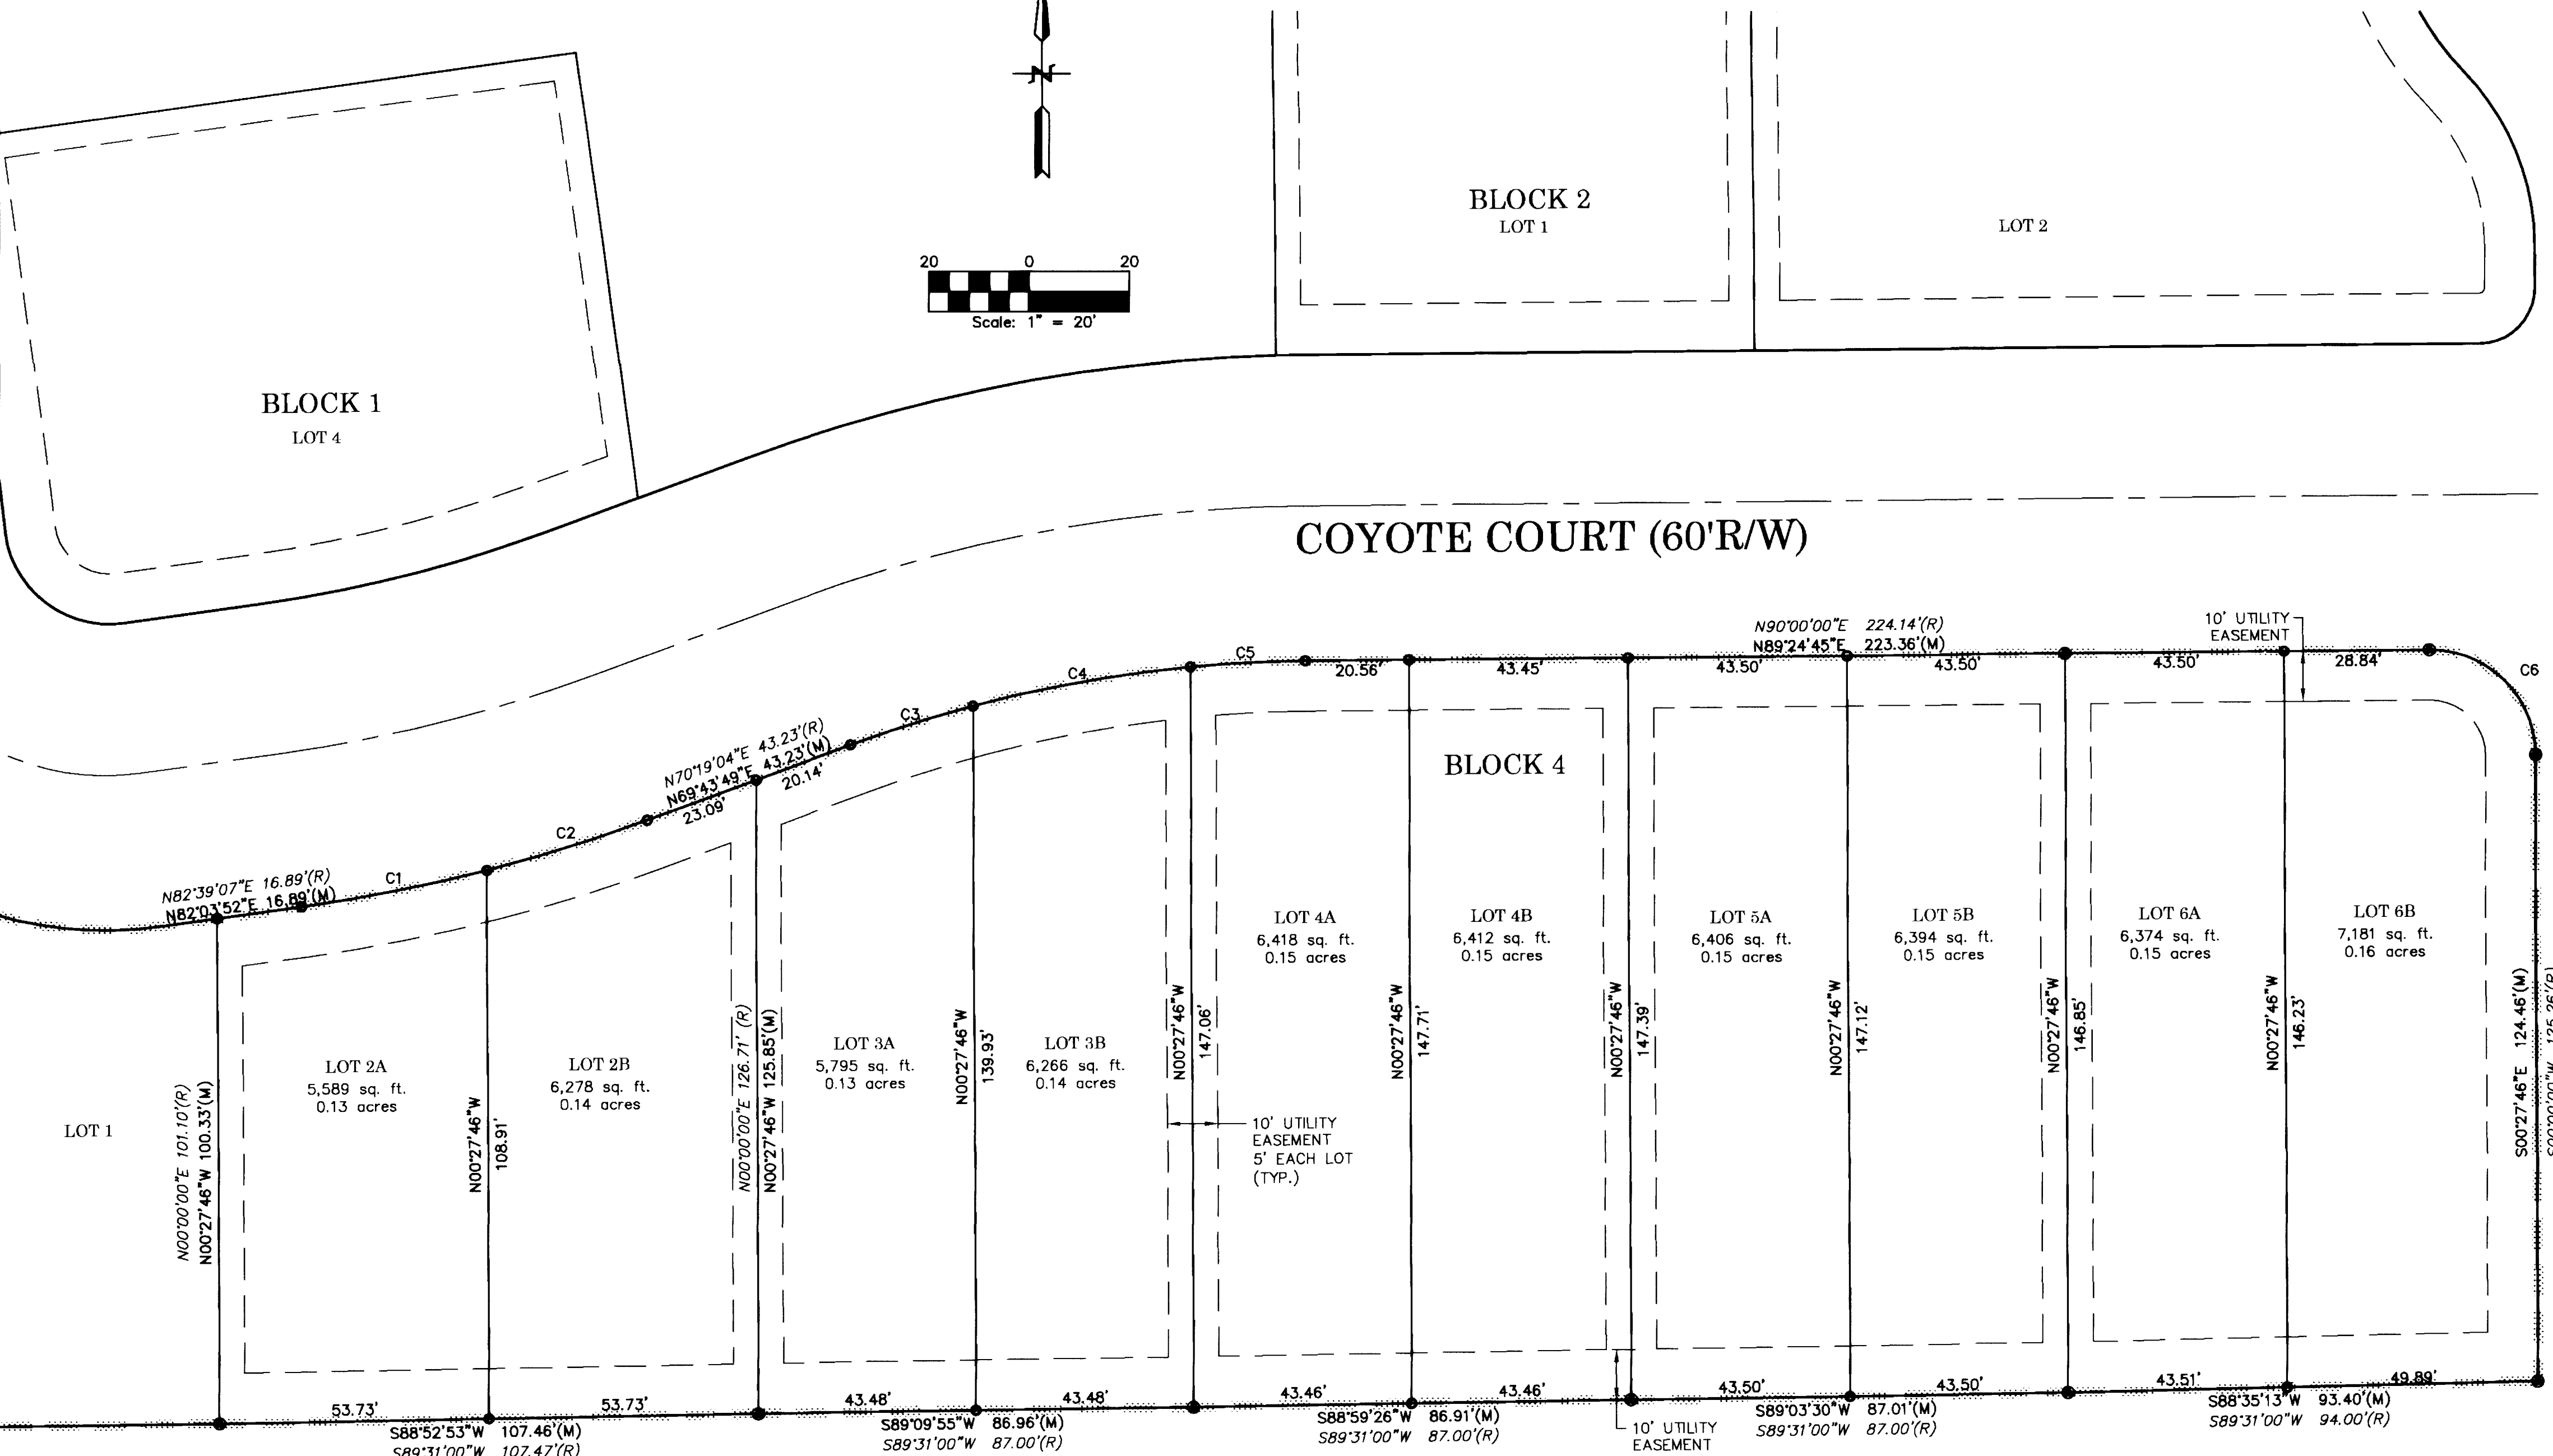 N
BLOCK 1
LOT 4
20 0 20
Scale: 1" = 20'
BLOCK 2
LOT 1
LOT 2
COYOTE COURT (60'R/W)
N82°39'07"E 16.89'(R)
N82°03'52"E 16.89'(M)
C1
C2
N70°19'04"E 43.23'(R)
N69°43'49"E 43.23'(M)
23.09'
20.14'
C3
C4
C5
20.56'
43.45'
N90°00'00"E 224.14'(R)
N89°24'45"E 223.36'(M)
43.50'
43.50'
43.50'
10' UTILITY
EASEMENT
28.84'
C6
BLOCK 4
LOT 1
N00°00'00"E 101.10'(R)
N00°27'46"W 100.33'(M)
LOT 2A
5,589 sq. ft.
0.13 acres
N00°27'46"W
108.91'
LOT 2B
6,278 sq. ft.
0.14 acres
N00°00'00"E 126.71' (R)
N00°27'46"W 125.85'(M)
LOT 3A
5,795 sq. ft.
0.13 acres
N00°27'46"W
139.93'
LOT 3B
6,266 sq. ft.
0.14 acres
N00°27'46"W
147.06'
10' UTILITY
EASEMENT
5' EACH LOT
(TYP.)
LOT 4A
6,418 sq. ft.
0.15 acres
N00°27'46"W
147.71'
LOT 4B
6,412 sq. ft.
0.15 acres
N00°27'46"W
147.39'
LOT 5A
6,406 sq. ft.
0.15 acres
N00°27'46"W
147.12'
LOT 5B
6,394 sq. ft.
0.15 acres
N00°27'46"W
146.85'
LOT 6A
6,374 sq. ft.
0.15 acres
N00°27'46"W
146.23'
LOT 6B
7,181 sq. ft.
0.16 acres
S00°27'46"E 124.46'(M)
53.73'
53.73'
S88°52'53"W 107.46'(M)
S89°31'00"W 107.47'(R)
43.48'
43.48'
S89°09'55"W 86.96'(M)
S89°31'00"W 87.00'(R)
43.46'
43.46'
S88°59'26"W 86.91'(M)
S89°31'00"W 87.00'(R)
10' UTILITY
EASEMENT
43.50'
43.50'
S89°03'30"W 87.01'(M)
S89°31'00"W 87.00'(R)
43.51'
49.89'
S88°35'13"W 93.40'(M)
S89°31'00"W 94.00'(R)